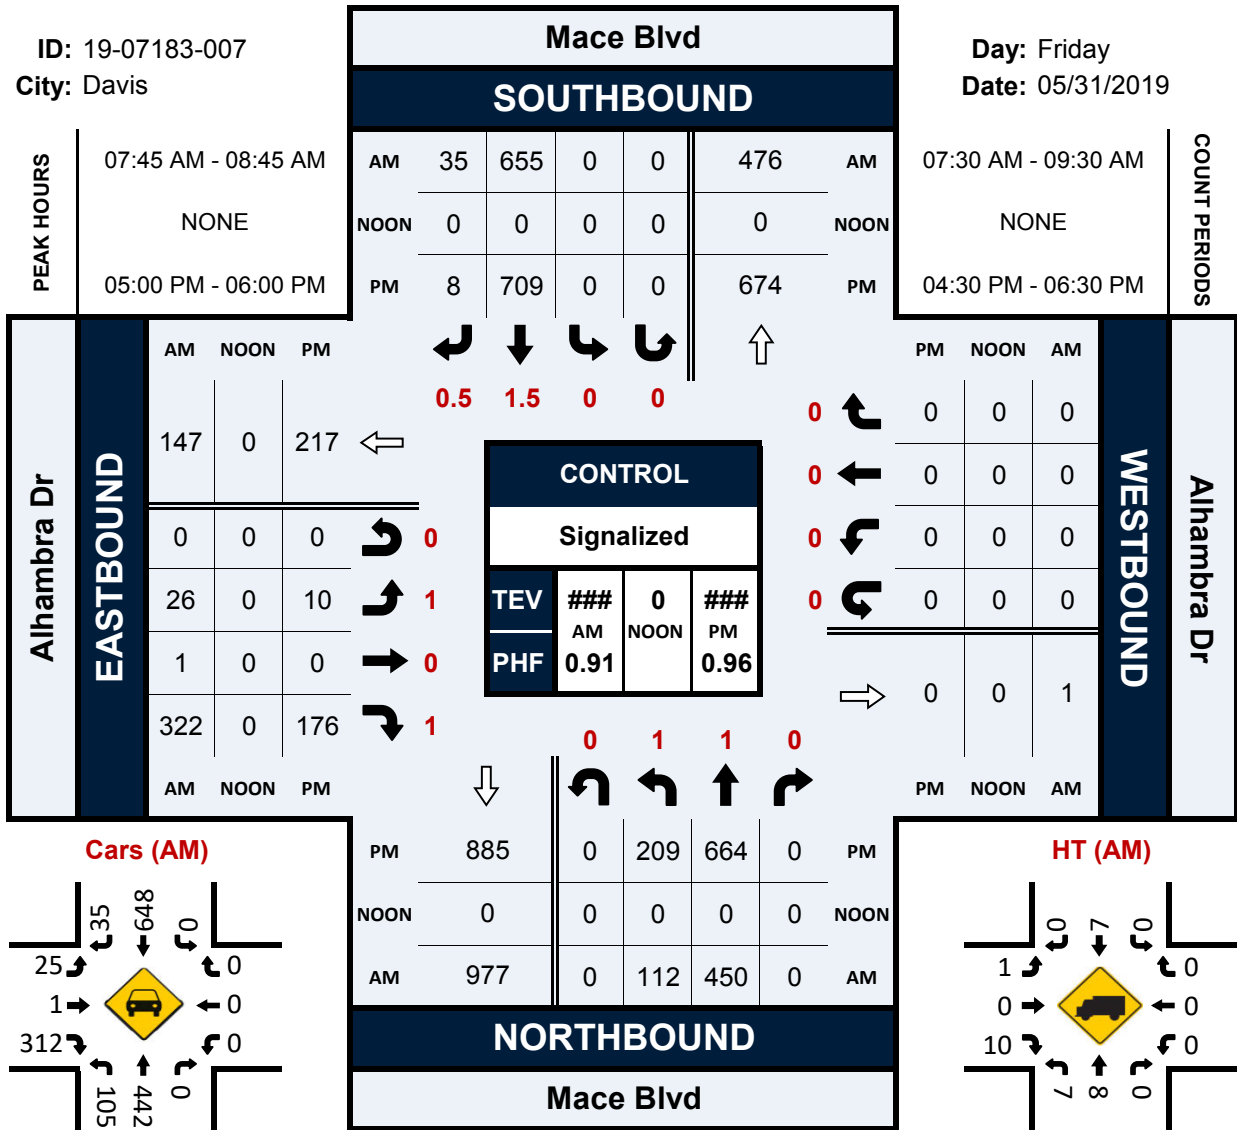 Mace Blvd
ID: 19-07183-007
Day: Friday
City: Davis
Date: 05/31/2019
SOUTHBOUND
PEAK HOURS
07:45 AM - 08:45 AM
AM 35 655 0 0 476 AM
07:30 AM - 09:30 AM
COUNT PERIODS
NONE
NOON 0 0 0 0 0 NOON
NONE
05:00 PM - 06:00 PM
PM 8 709 0 0 674 PM
04:30 PM - 06:30 PM
Alhambra Dr
EASTBOUND
AM NOON PM
PM NOON AM
WESTBOUND
Alhambra Dr
0.5 1.5 0 0
0 0 0 0
147 0 217
CONTROL
0 0 0 0
Signalized
0 0 0 0 0
0 0 0 0
26 0 10 1
TEV ### 0 ###
0 0 0 0
AM NOON PM
1 0 0 0
PHF 0.91 0.96
0 0 1
322 0 176 1
0 1 1 0
AM NOON PM
PM NOON AM
Cars (AM)
PM 885 0 209 664 0 PM
HT (AM)
NOON 0 0 0 0 0 NOON
AM 977 0 112 450 0 AM
35 648 0
25 0
1 0
312 0
105 442 0
0 7 0
1 0
0 0
10 0
7 8 0
NORTHBOUND
Mace Blvd